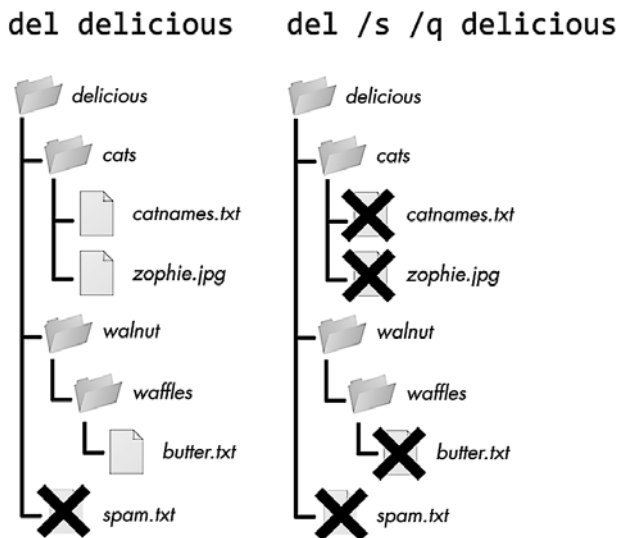 del delicious
delicious
cats
catnames.txt
zophie.jpg
walnut
waffles
butter.txt
spam.txt
del /s /q delicious
delicious
cats
catnames.txt
zophie.jpg
walnut
waffles
butter.txt
spam.txt